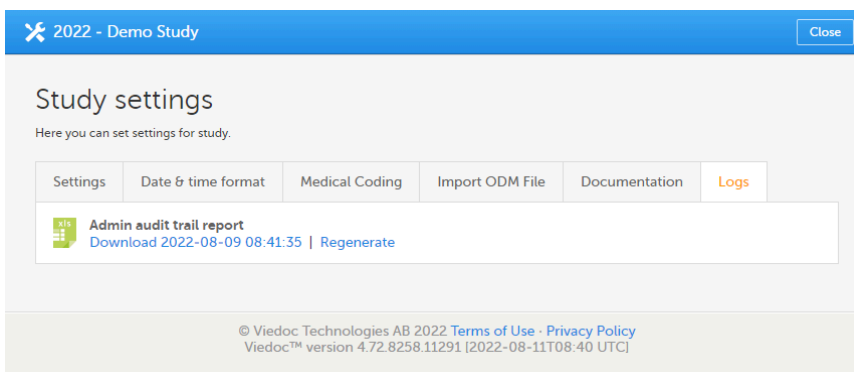 2022 - Demo Study
Close
Study settings
Here you can set settings for study.
Settings
Date & time format
Medical Coding
Import ODM File
Documentation
Logs
xls
Admin audit trail report
Download 2022-08-09 08:41:35 | Regenerate
© Viedoc Technologies AB 2022 Terms of Use · Privacy Policy
Viedoc™ version 4.72.8258.11291 [2022-08-11T08:40 UTC]